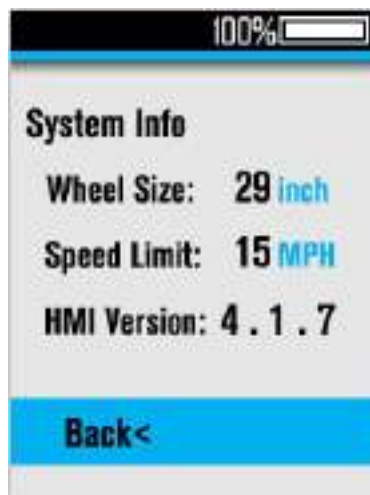 100%
System Info
Wheel Size: 29 inch
Speed Limit: 15 MPH
HMI Version: 4 . 1 . 7
Back<